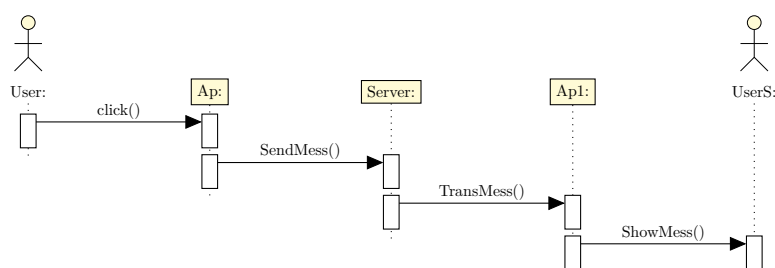 User:
Ap:
Server:
Ap1:
UserS:
click()
SendMess()
TransMess()
ShowMess()